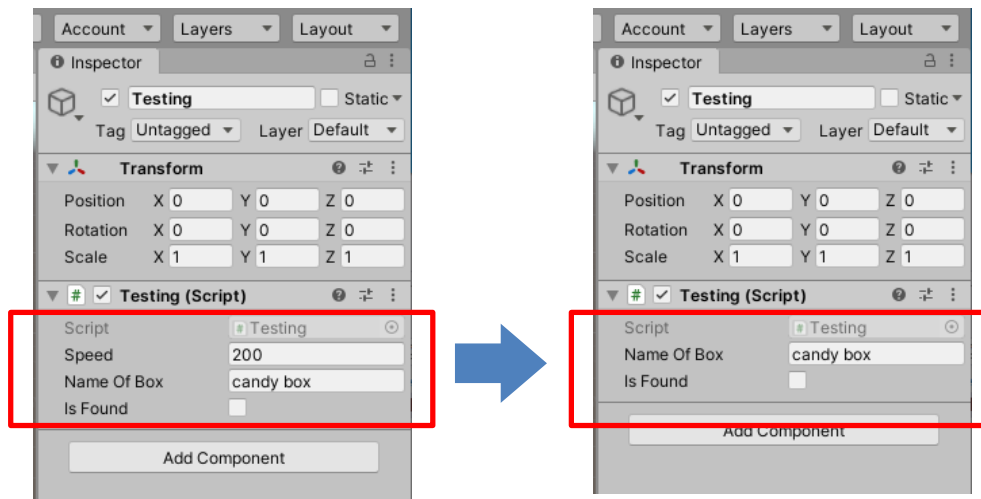 Account Layers Layout
Inspector
Testing Static
Tag Untagged Layer Default
Transform
Position X 0 Y 0 Z 0
Rotation X 0 Y 0 Z 0
Scale X 1 Y 1 Z 1
# Testing (Script)
Script # Testing
Speed 200
Name Of Box candy box
Is Found
Add Component
Account Layers Layout
Inspector
Testing Static
Tag Untagged Layer Default
Transform
Position X 0 Y 0 Z 0
Rotation X 0 Y 0 Z 0
Scale X 1 Y 1 Z 1
# Testing (Script)
Script # Testing
Name Of Box candy box
Is Found
Add Component